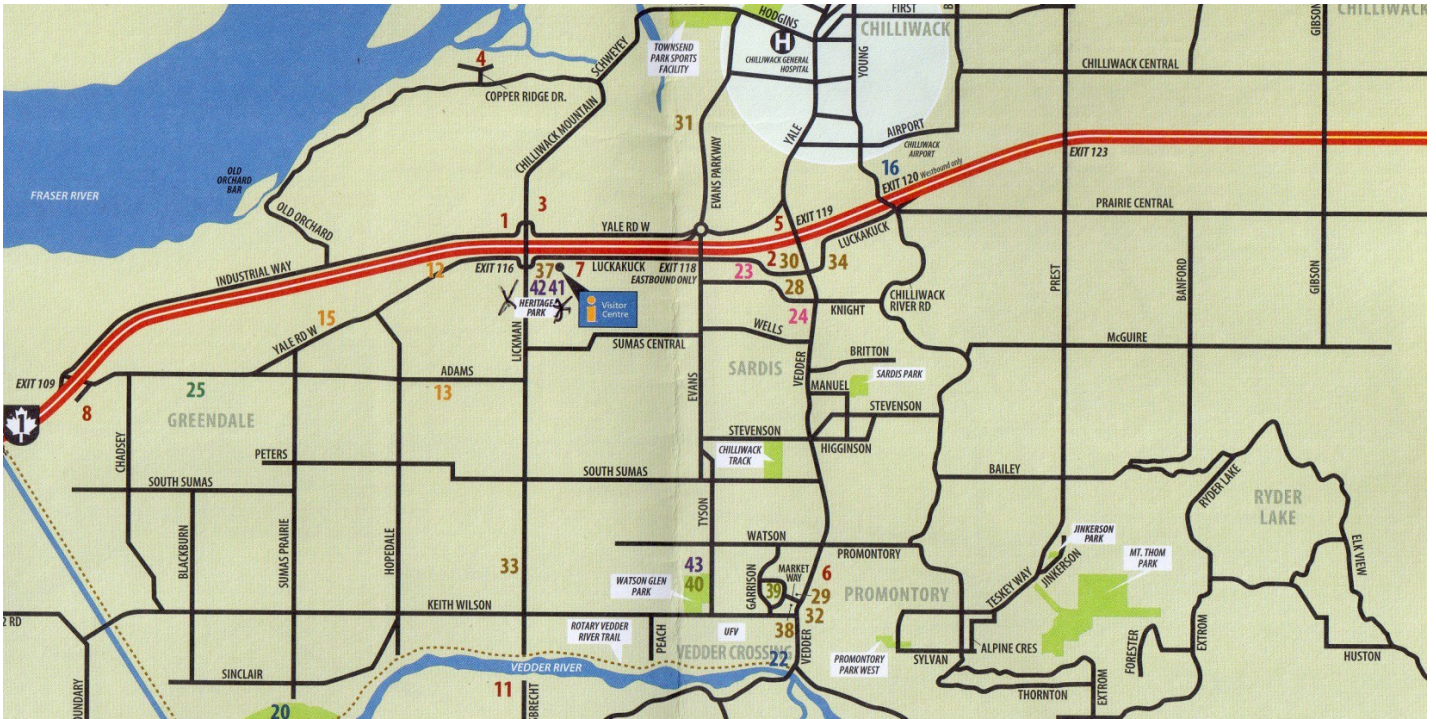 HODGINS
FIRST
GIBSON
CHILLIWACK
CHILLIWACK
TOWNSEND
PARK SPORTS
FACILITY
H
CHILLIWACK GENERAL
HOSPITAL
YOUNG
SCHWEYEY
4
COPPER RIDGE DR.
CHILLIWACK CENTRAL
CHILLIWACK MOUNTAIN
31
YALE
AIRPORT
CHILLIWACK
AIRPORT
EXIT 123
OLD
ORCHARD
BAR
FRASER RIVER
EVANS PARKWAY
16
EXIT 120 Westbound only
OLD ORCHARD
3
1
YALE RD W
5
EXIT 119
PRAIRIE CENTRAL
LUCKAKUCK
INDUSTRIAL WAY
12
EXIT 116
37
7
LUCKAKUCK
EXIT 118
EASTBOUND ONLY
23
2
30
34
PREST
BANFORD
GIBSON
42
41
HERITAGE
PARK
i
Visitor
Centre
28
CHILLIWACK
RIVER RD
KNIGHT
24
15
YALE RD W
LICKMAN
SUMAS CENTRAL
WELLS
McGUIRE
VEDDER
BRITTON
SARDIS
SARDIS PARK
EXIT 109
8
25
ADAMS
13
EVANS
MANUEL
STEVENSON
1
GREENDALE
CHADSEY
STEVENSON
HIGGINSON
PETERS
CHILLIWACK
TRACK
SOUTH SUMAS
BAILEY
RYDER LAKE
SOUTH SUMAS
RYDER
LAKE
BLACKBURN
SUMAS PRAIRIE
HOPEDALE
TYSON
JINKERSON
PARK
WATSON
PROMONTORY
MT. THOM
PARK
ELK VIEW
33
43
WATSON GLEN
PARK
40
GARRISON
MARKET
WAY
39
6
29
32
PROMONTORY
TESKEY WAY
JINKERSON
2 RD
KEITH WILSON
ROTARY VEDDER
RIVER TRAIL
PEACH
UFV
38
VEDDER
VEDDER CROSSING
22
PROMONTORY
PARK WEST
SYLVAN
ALPINE CRES
FORESTER
EXTROM
HUSTON
SINCLAIR
VEDDER RIVER
11
THORNTON
EXTROM
20